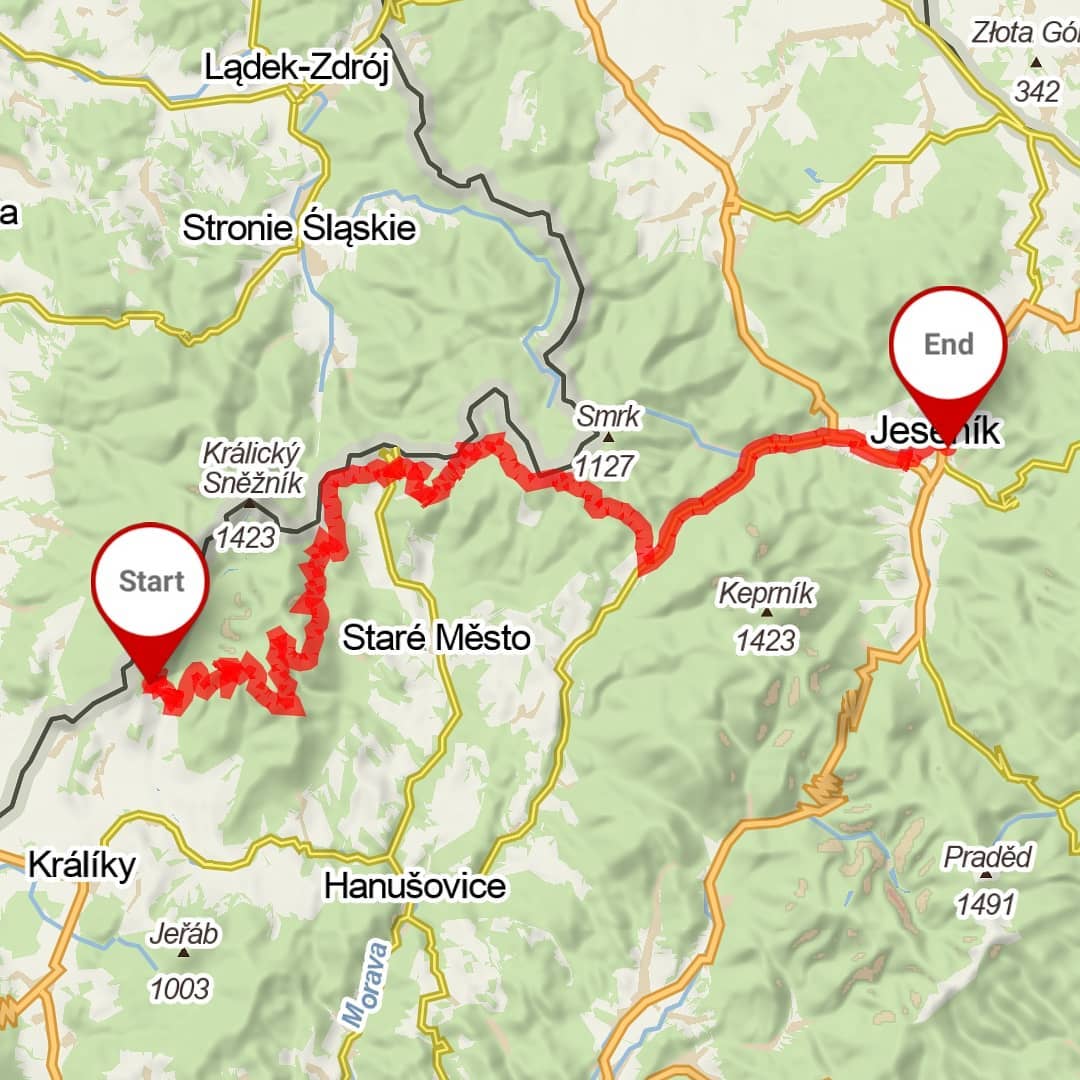 Złota Gó
342
Lądek-Zdrój
a
Stronie Śląskie
End
Smrk
1127
Jeseník
Králický
Sněžník
1423
Start
Keprník
1423
Staré Město
Králíky
Hanušovice
Praděd
1491
Jeřáb
1003
Morava